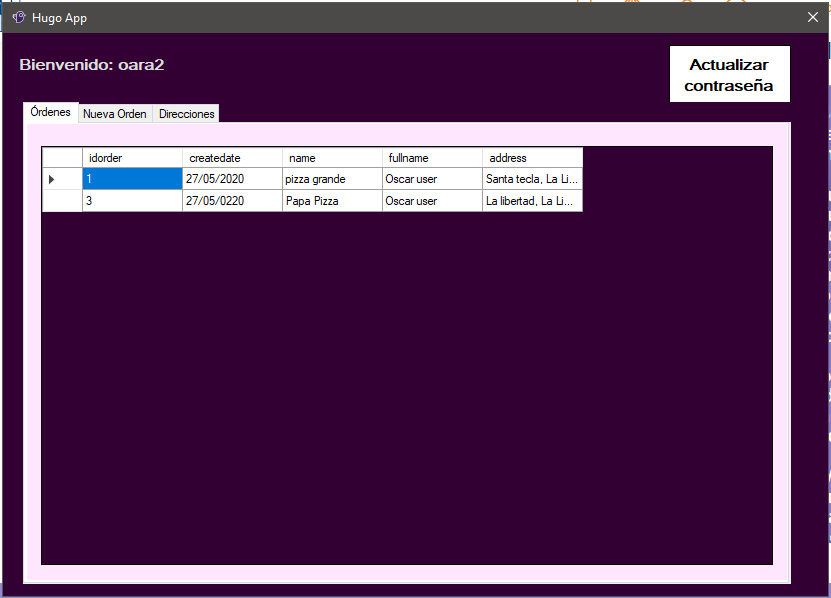 Hugo App
Bienvenido: oara2
Actualizar
contraseña
Órdenes Nueva Orden Direcciones
idorder createdate name fullname address
1 27/05/2020 pizza grande Oscar user Santa tecla, La Li...
3 27/05/0220 Papa Pizza Oscar user La libertad, La Li...